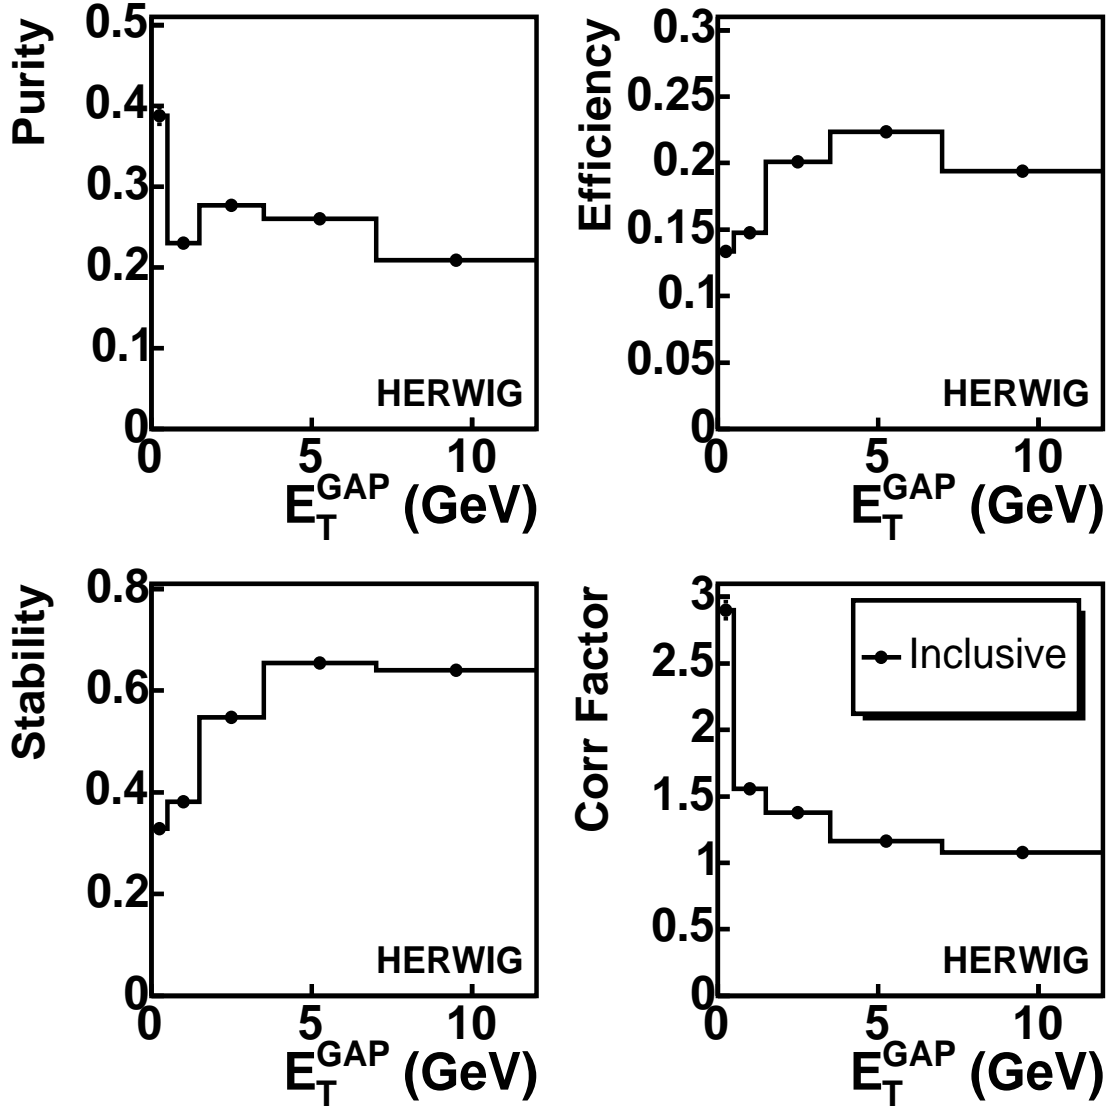 Purity
0.5
0.4
0.3
0.2
0.1
0
HERWIG
0 5 10
E_T^GAP (GeV)
Efficiency
0.3
0.25
0.2
0.15
0.1
0.05
0
HERWIG
0 5 10
E_T^GAP (GeV)
Stability
0.8
0.6
0.4
0.2
0
HERWIG
0 5 10
E_T^GAP (GeV)
Corr Factor
3
2.5
2
1.5
1
0.5
0
Inclusive
HERWIG
0 5 10
E_T^GAP (GeV)